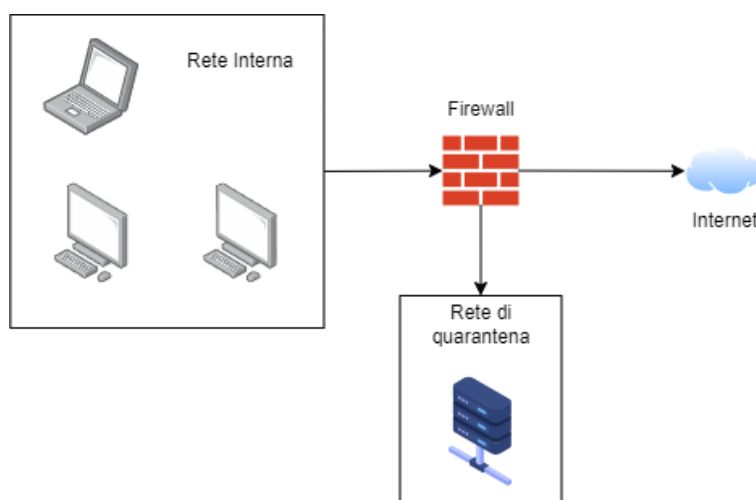 Rete Interna
Firewall
Internet
Rete di
quarantena